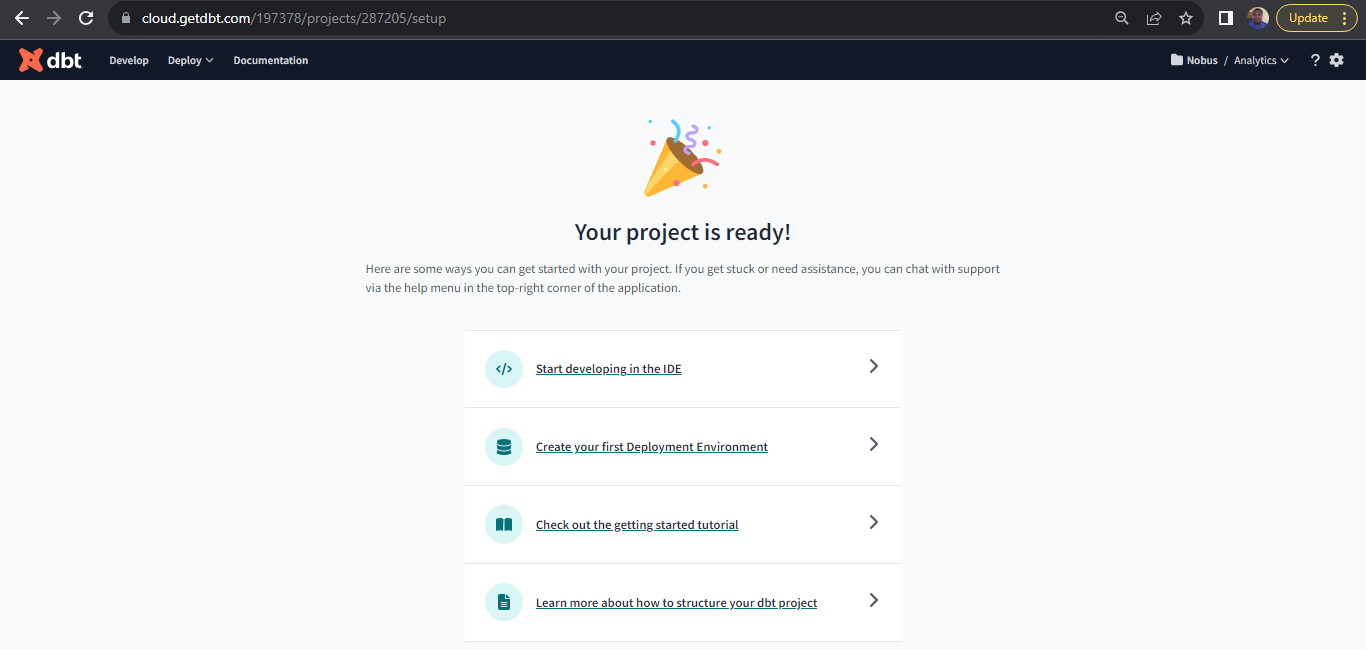 cloud.getdbt.com/197378/projects/287205/setup
Update
dbt
Develop
Deploy
Documentation
Nobus / Analytics
?
Your project is ready!
Here are some ways you can get started with your project. If you get stuck or need assistance, you can chat with support
via the help menu in the top-right corner of the application.
</> Start developing in the IDE
Create your first Deployment Environment
Check out the getting started tutorial
Learn more about how to structure your dbt project